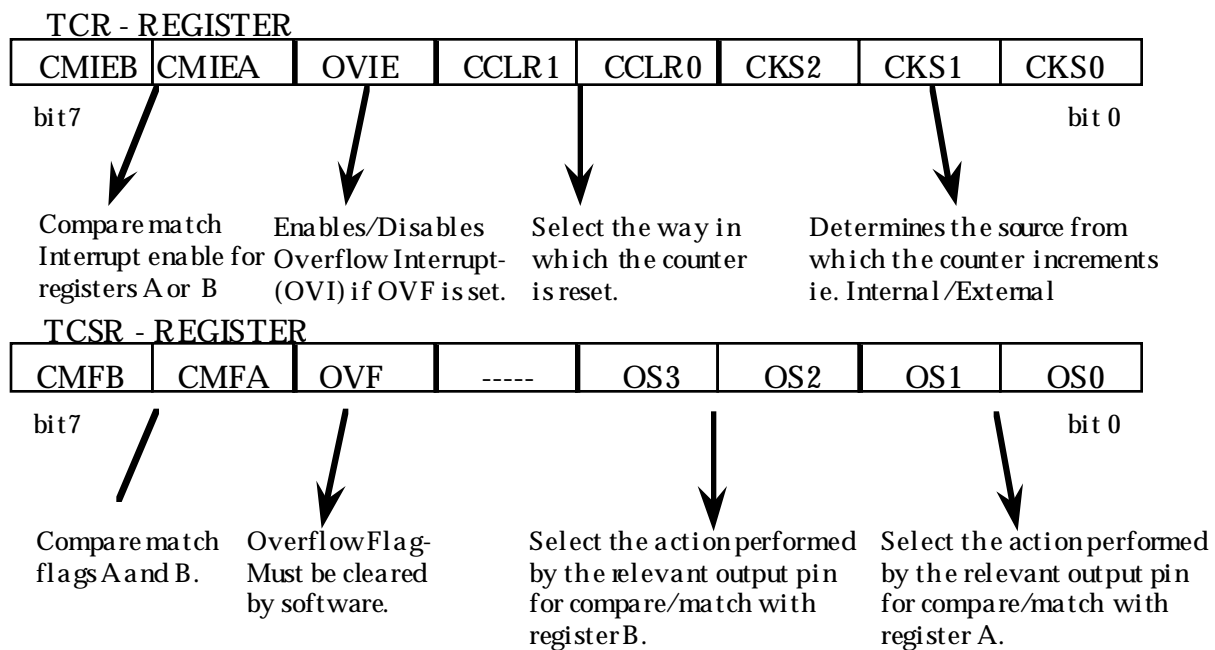 TCR - REGISTER
CMIEB CMIEA OVIE CCLR1 CCLR0 CKS2 CKS1 CKS0
bit7 bit 0
Compare match
Interrupt enable for
registers A or B
Enables/Disables
Overflow Interrupt-
(OVI) if OVF is set.
Select the way in
which the counter
is reset.
Determines the source from
which the counter increments
ie. Internal /External
TCSR - REGISTER
CMFB CMFA OVF ----- OS3 OS2 OS1 OS0
bit7 bit 0
Compare match
flags A and B.
Overflow Flag-
Must be cleared
by software.
Select the action performed
by the relevant output pin
for compare/match with
register B.
Select the action performed
by the relevant output pin
for compare/match with
register A.